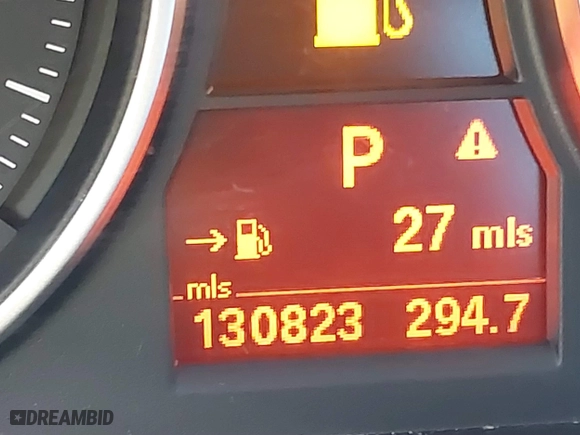 P
27 mls
mls
130823 294.7
DREAMBID